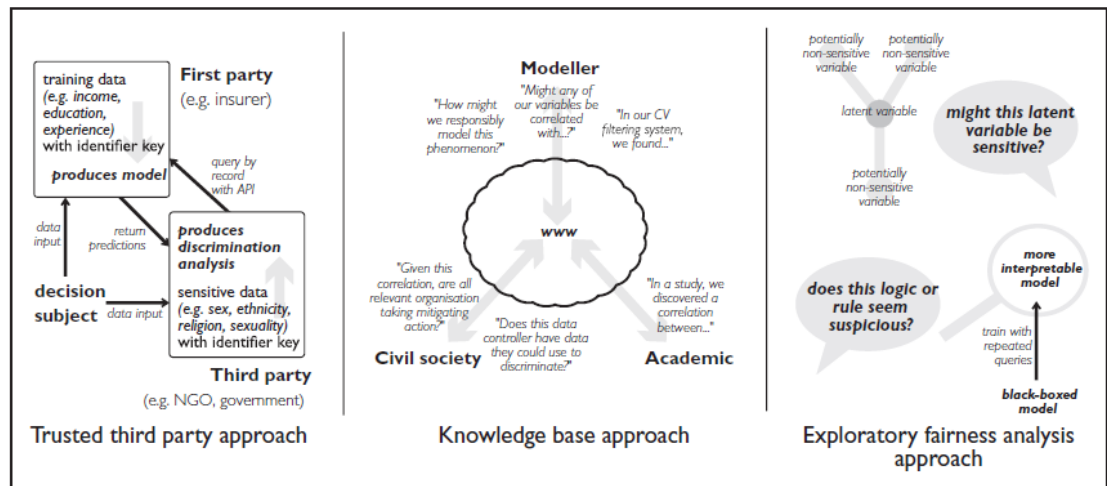 training data
(e.g. income,
education,
experience)
with identifier key
produces model
First party
(e.g. insurer)
query by
record
with API
data
input
return
predictions
produces
discrimination
analysis
decision
subject
data input
sensitive data
(e.g. sex, ethnicity,
religion, sexuality)
with identifier key
Third party
(e.g. NGO, government)
Trusted third party approach
Modeller
"How might
we responsibly
model this
phenomenon?"
"Might any of
our variables be
correlated
with...?"
"In our CV
filtering system,
we found..."
www
"Given this
correlation, are all
relevant organisation
taking mitigating
action?"
"Does this data
controller have data
they could use to
discriminate?"
"In a study, we
discovered a
correlation
between..."
Civil society
Academic
Knowledge base approach
potentially
non-sensitive
variable
potentially
non-sensitive
variable
latent variable
potentially
non-sensitive
variable
might this latent
variable be
sensitive?
does this logic or
rule seem
suspicious?
more
interpretable
model
train with
repeated
queries
black-boxed
model
Exploratory fairness analysis
approach